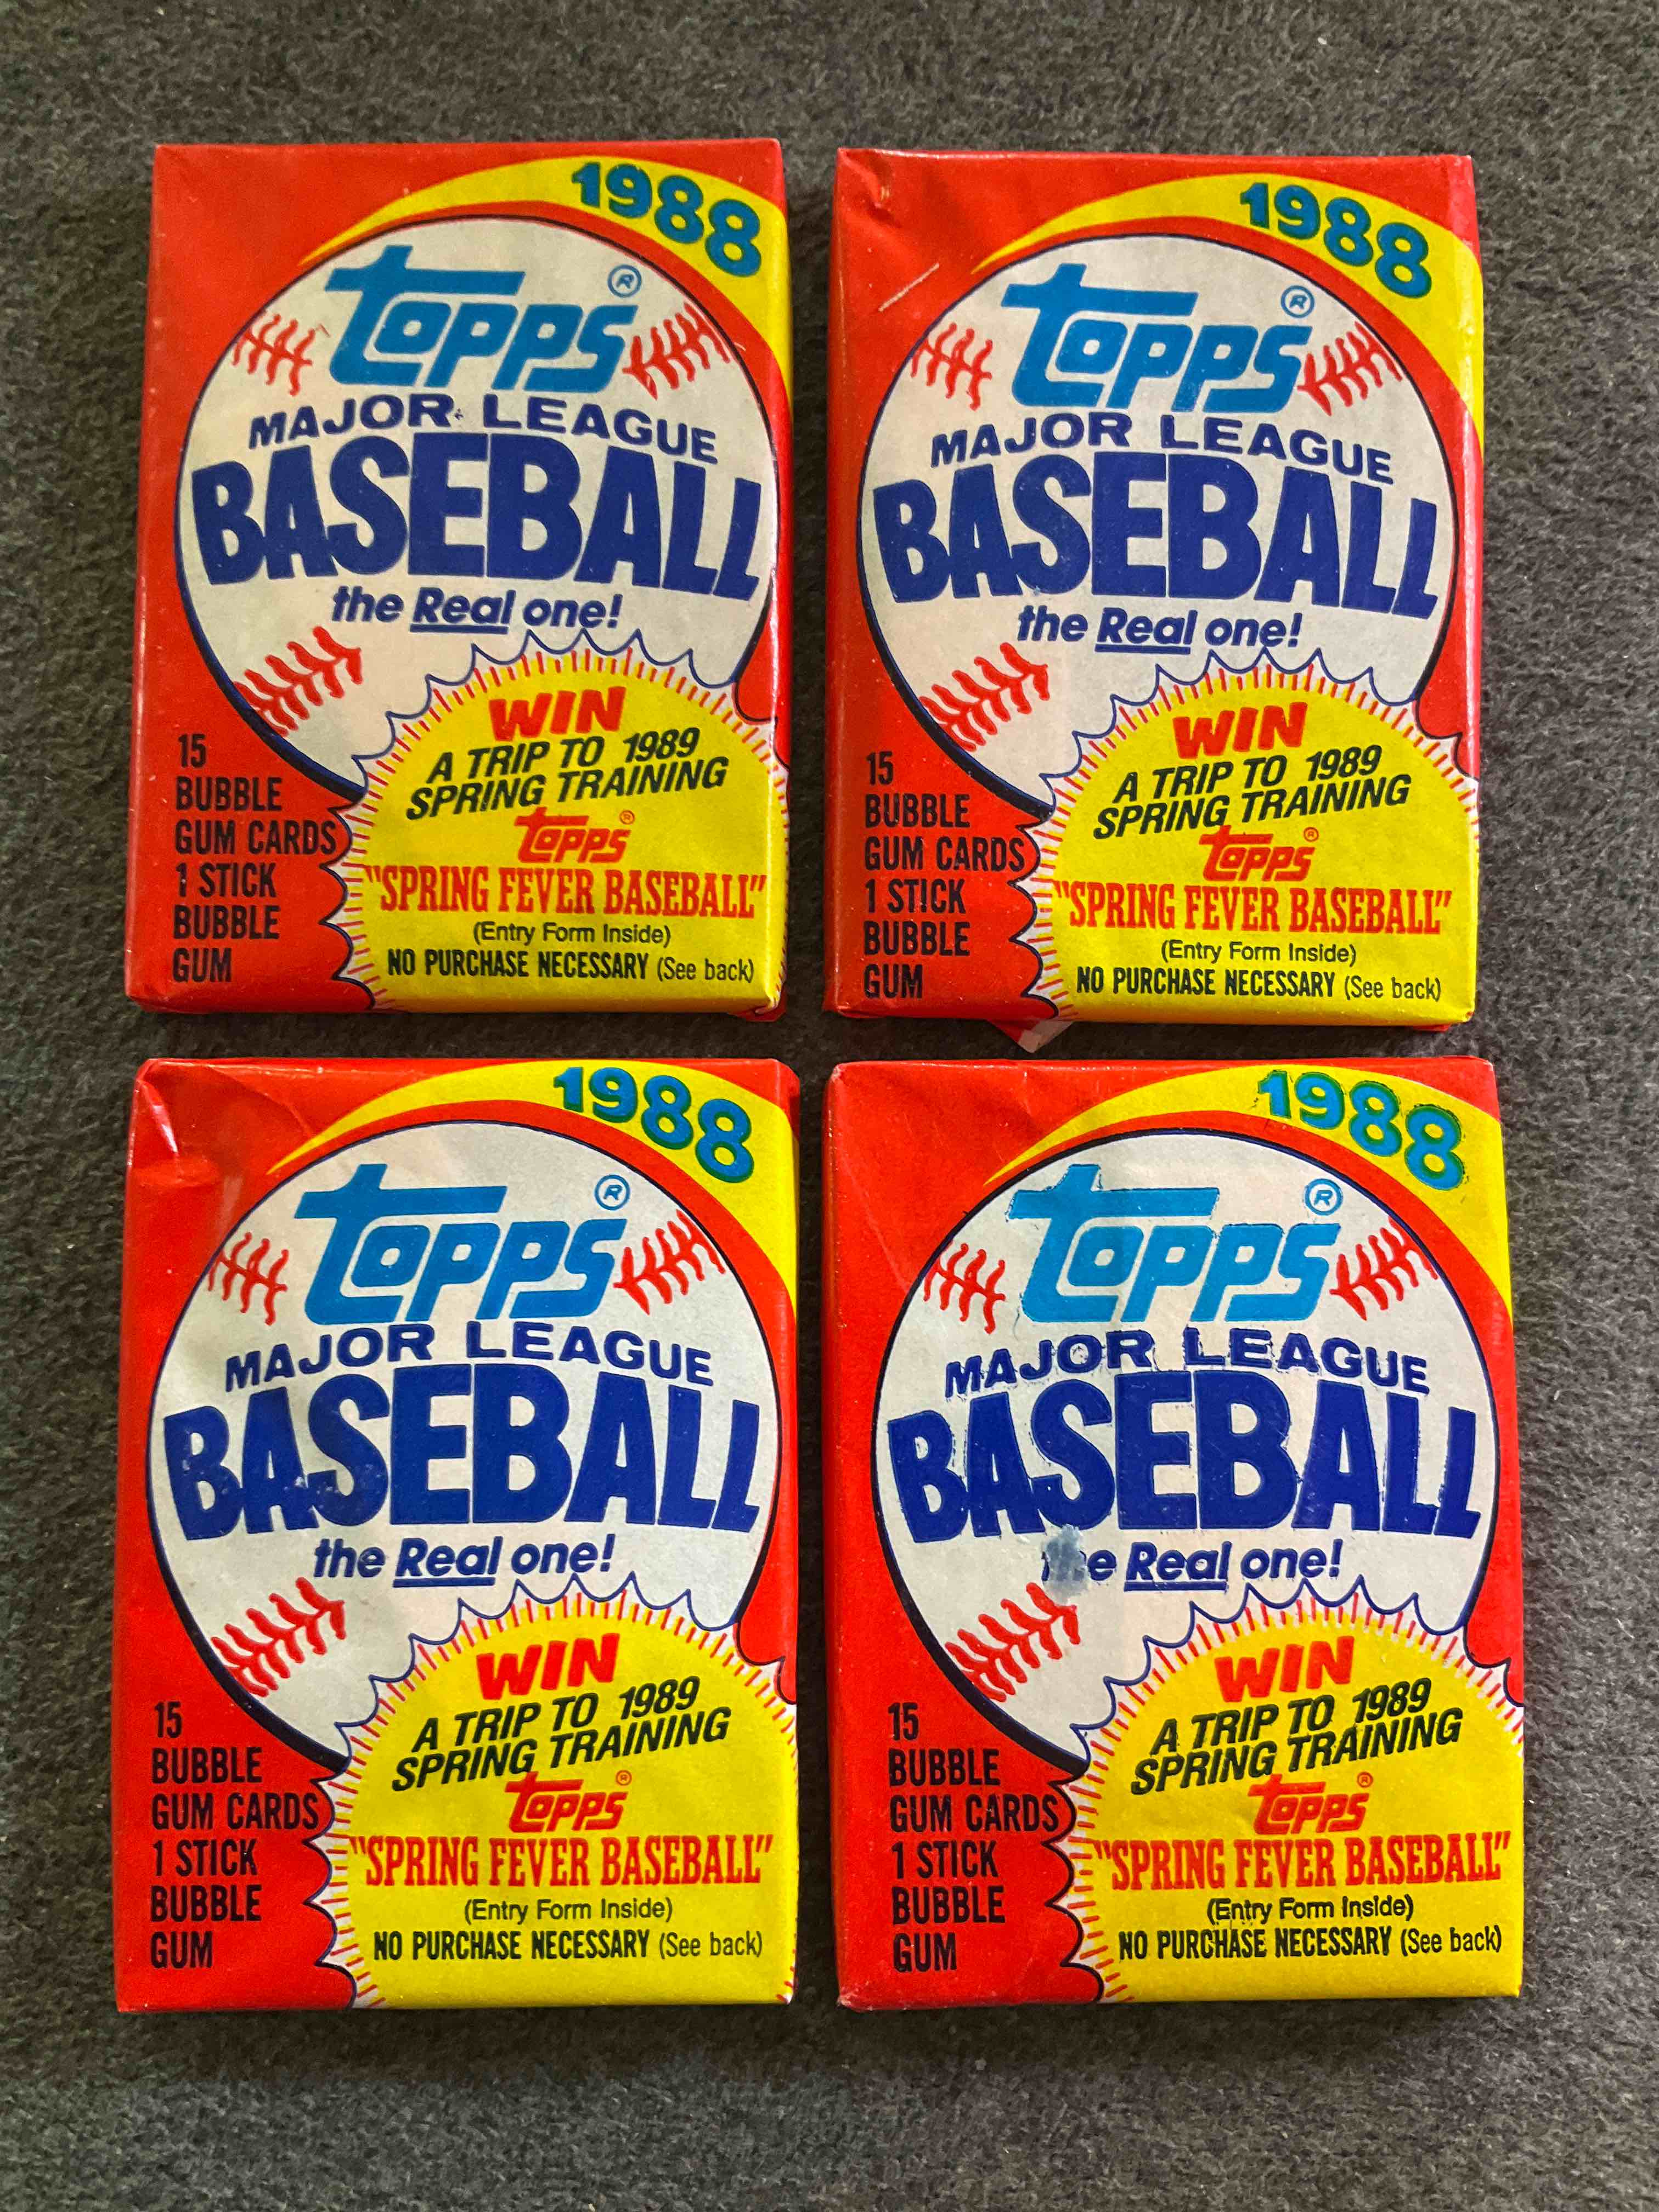 1988
Topps®
MAJOR LEAGUE
BASEBALL
the Real one!
WIN
A TRIP TO 1989
SPRING TRAINING
Topps®
"SPRING FEVER BASEBALL"
(Entry Form Inside)
NO PURCHASE NECESSARY (See back)
15
BUBBLE
GUM CARDS
1 STICK
BUBBLE
GUM
1988
Topps®
MAJOR LEAGUE
BASEBALL
the Real one!
WIN
A TRIP TO 1989
SPRING TRAINING
Topps®
"SPRING FEVER BASEBALL"
(Entry Form Inside)
NO PURCHASE NECESSARY (See back)
15
BUBBLE
GUM CARDS
1 STICK
BUBBLE
GUM
1988
Topps®
MAJOR LEAGUE
BASEBALL
the Real one!
WIN
A TRIP TO 1989
SPRING TRAINING
Topps®
"SPRING FEVER BASEBALL"
(Entry Form Inside)
NO PURCHASE NECESSARY (See back)
15
BUBBLE
GUM CARDS
1 STICK
BUBBLE
GUM
1988
Topps®
MAJOR LEAGUE
BASEBALL
the Real one!
WIN
A TRIP TO 1989
SPRING TRAINING
Topps®
"SPRING FEVER BASEBALL"
(Entry Form Inside)
NO PURCHASE NECESSARY (See back)
15
BUBBLE
GUM CARDS
1 STICK
BUBBLE
GUM